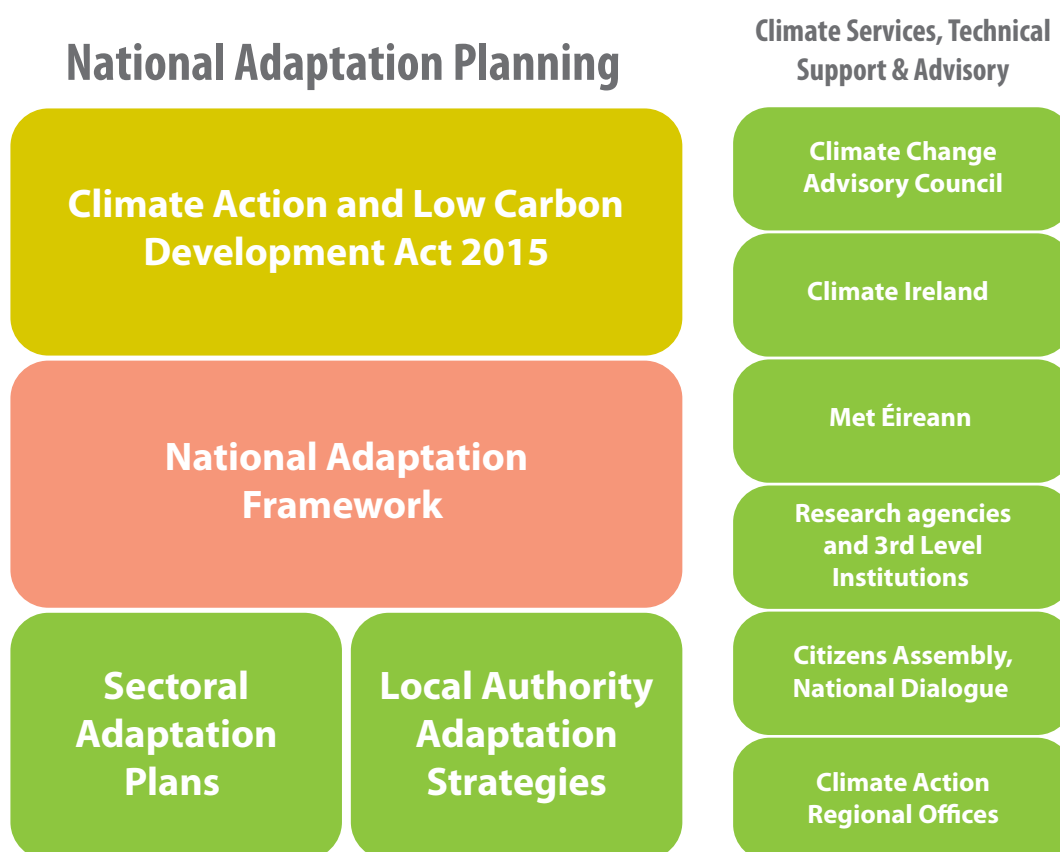 National Adaptation Planning
Climate Action and Low Carbon
Development Act 2015
National Adaptation
Framework
Sectoral
Adaptation
Plans
Local Authority
Adaptation
Strategies
Climate Services, Technical
Support & Advisory
Climate Change
Advisory Council
Climate Ireland
Met Éireann
Research agencies
and 3rd Level
Institutions
Citizens Assembly,
National Dialogue
Climate Action
Regional Offices